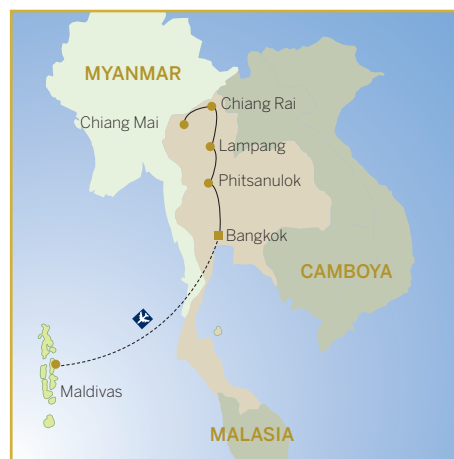 MYANMAR
Chiang Rai
Chiang Mai
Lampang
Phitsanulok
Bangkok
CAMBOYA
Maldivas
MALASIA